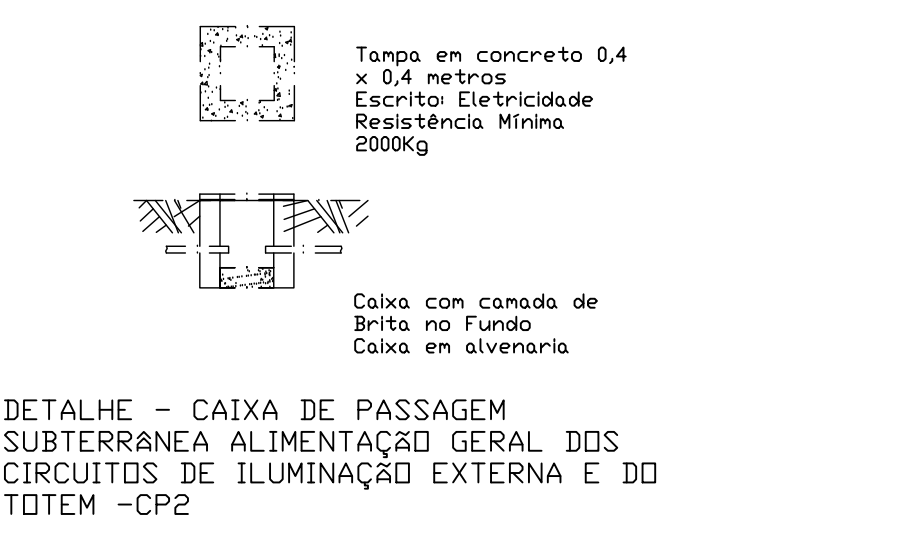 Tampa em concreto 0,4
x 0,4 metros
Escrito: Eletricidade
Resistência Mínima
2000Kg
Caixa com camada de
Brita no Fundo
Caixa em alvenaria
DETALHE - CAIXA DE PASSAGEM
SUBTERRâNEA ALIMENTAÇÃO GERAL DOS
CIRCUITOS DE ILUMINAÇÃO EXTERNA E DO
TOTEM -CP2